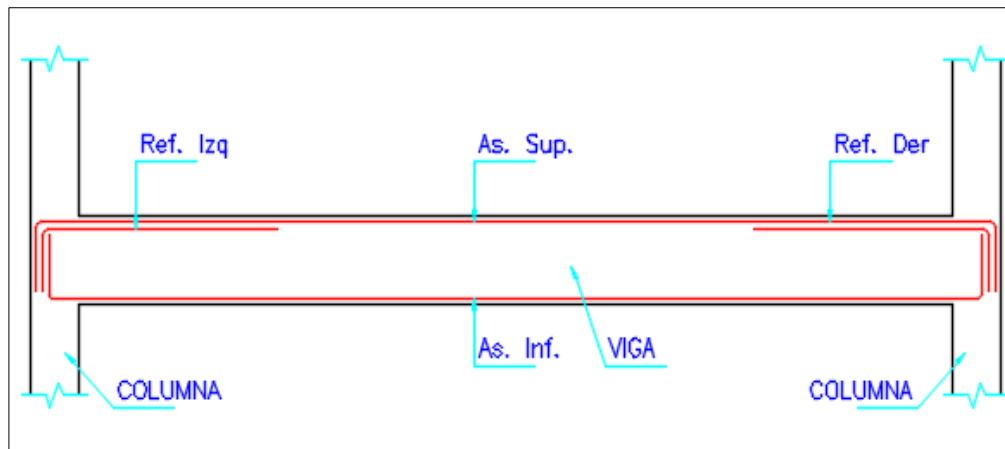 Ref. Izq
As. Sup.
Ref. Der
As. Inf.
VIGA
COLUMNA
COLUMNA